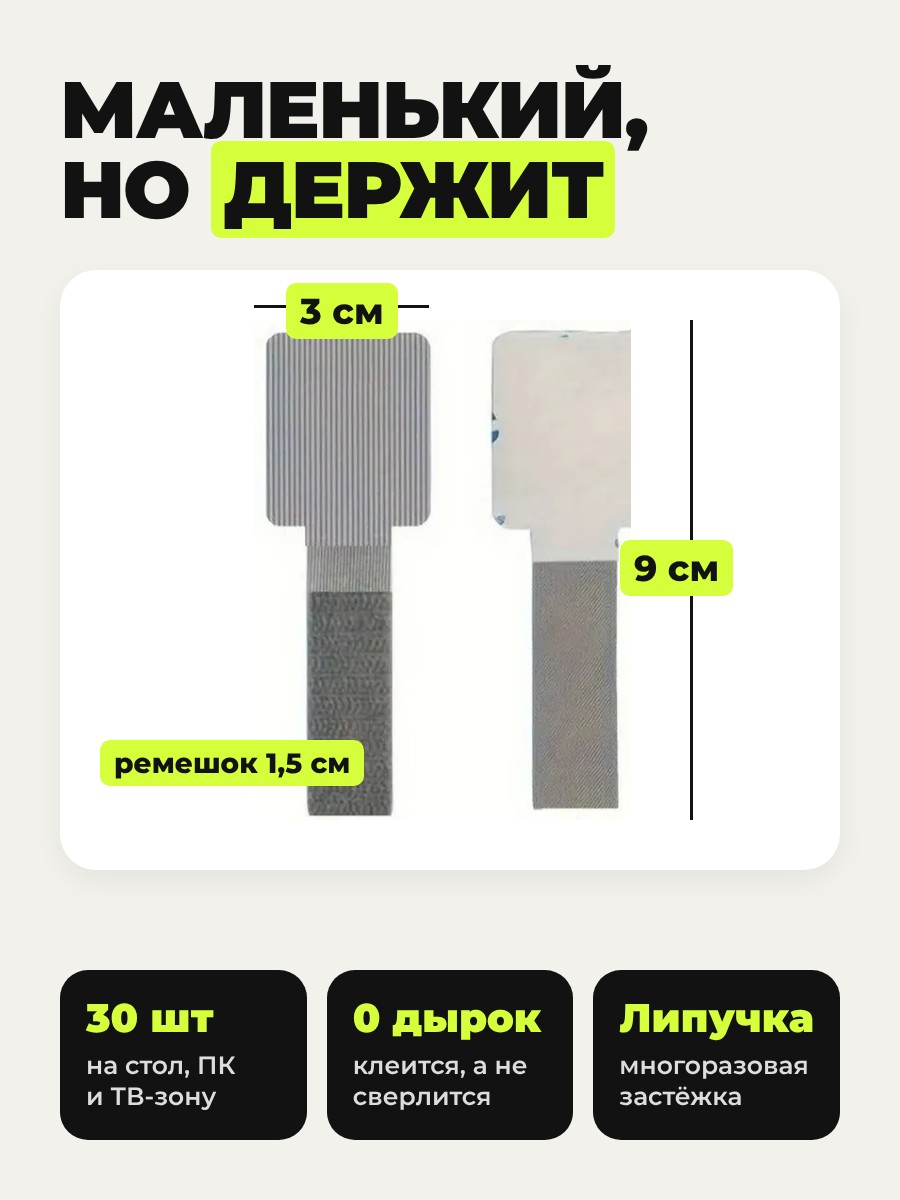 МАЛЕНЬКИЙ,
НО ДЕРЖИТ
3 см
9 см
ремешок 1,5 см
30 шт
на стол, ПК
и ТВ-зону
0 дырок
клеится, а не
сверлится
Липучка
многоразовая
застёжка